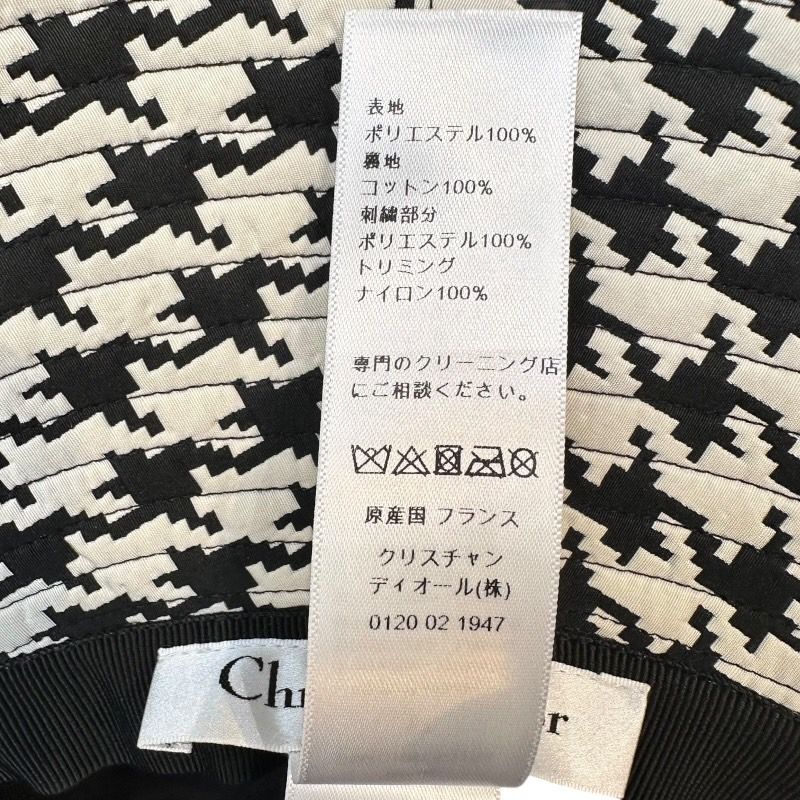 表地
ポリエステル100%
裏地
コットン100%
刺繍部分
ポリエステル100%
トリミング
ナイロン100%
専門のクリーニング店
にご相談ください。
原産国 フランス
クリスチャン
ディオール(株)
0120 02 1947